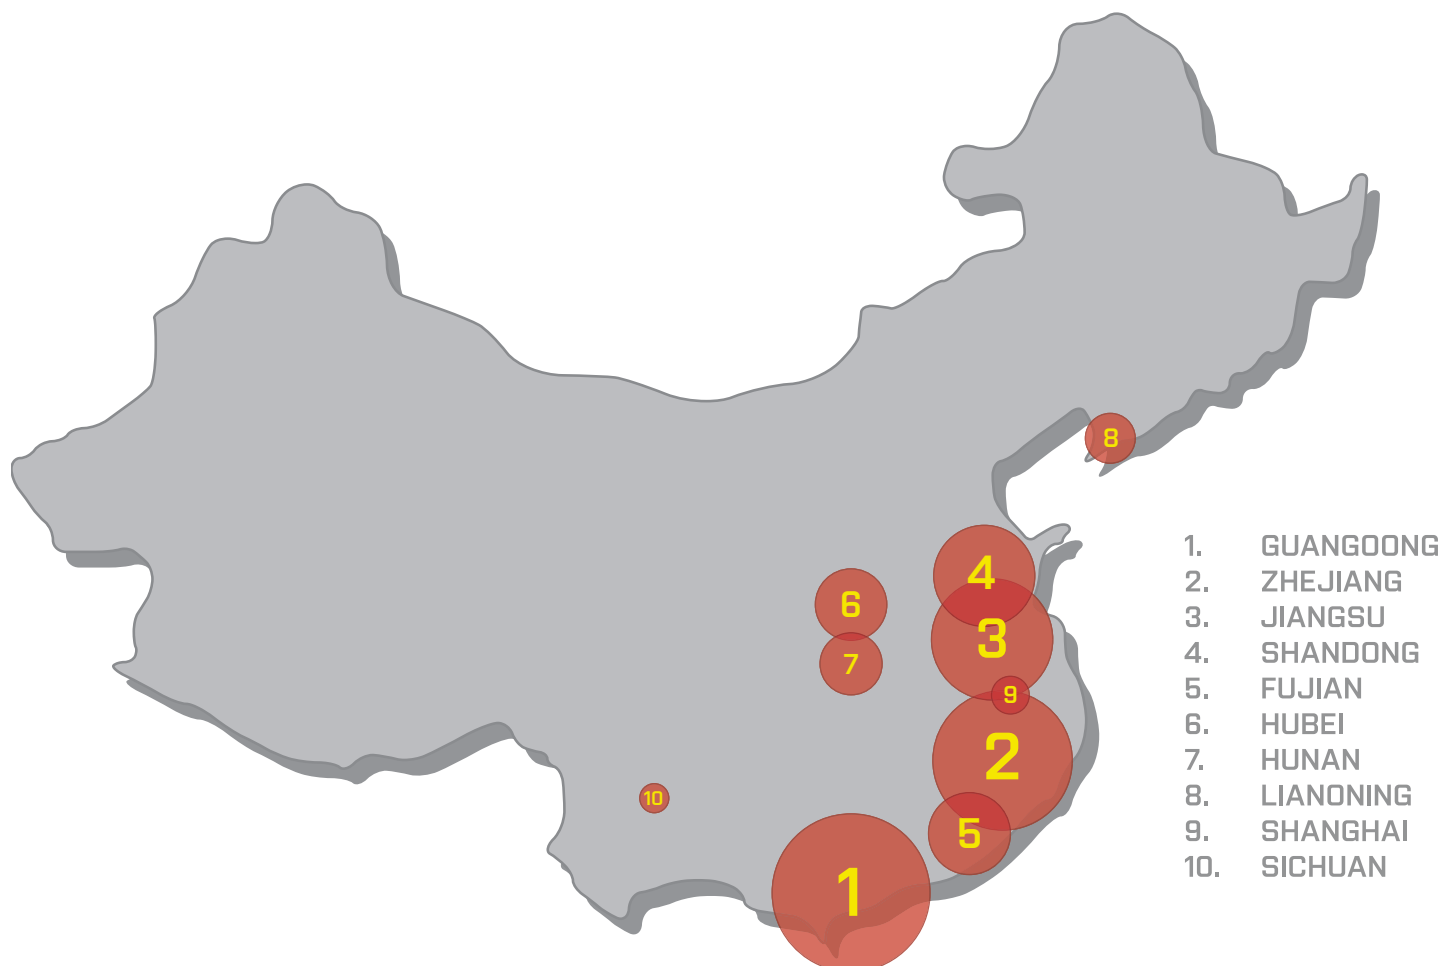 8
4
6
3
7
9
2
10
5
1
1. GUANGOONG
2. ZHEJIANG
3. JIANGSU
4. SHANDONG
5. FUJIAN
6. HUBEI
7. HUNAN
8. LIANONING
9. SHANGHAI
10. SICHUAN